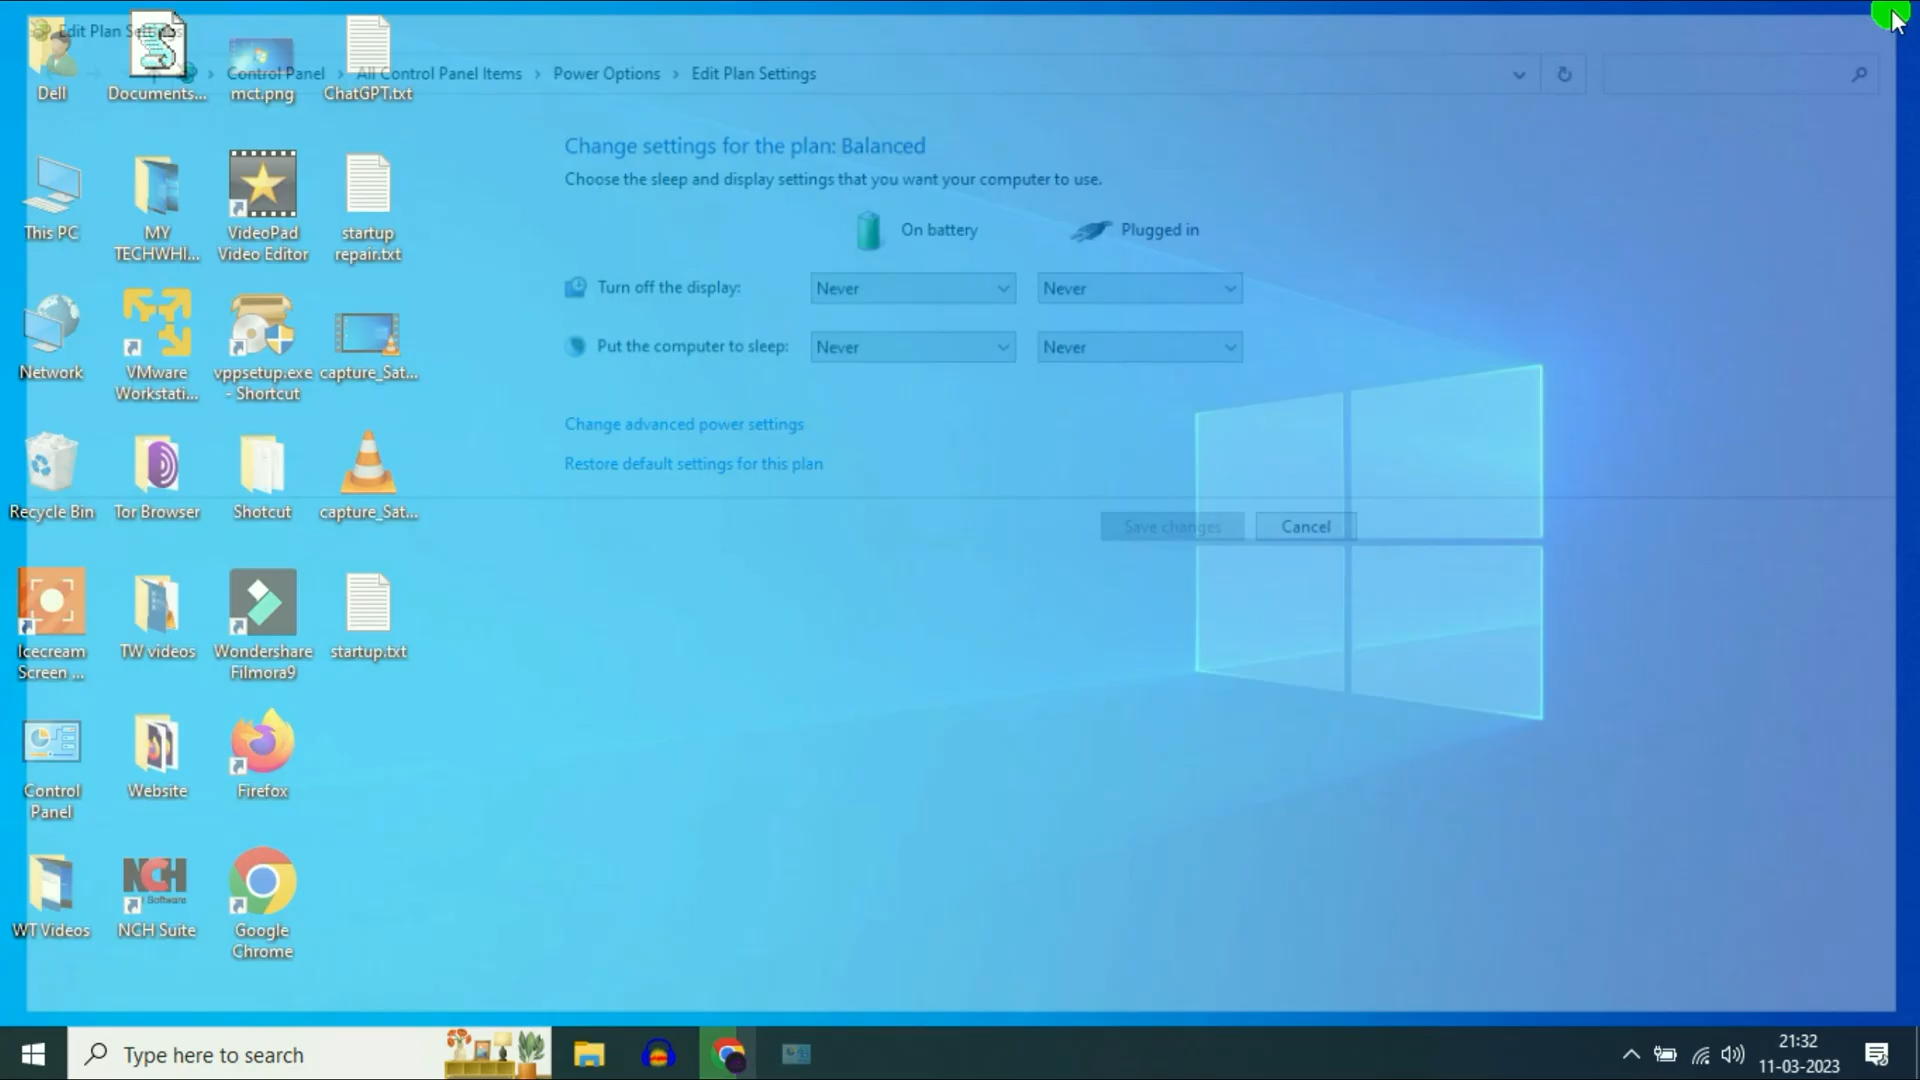 Edit Plan Settings
Control Panel › All Control Panel Items › Power Options › Edit Plan Settings
Change settings for the plan: Balanced
Choose the sleep and display settings that you want your computer to use.
On battery Plugged in
Turn off the display: Never Never
Put the computer to sleep: Never Never
Change advanced power settings
Restore default settings for this plan
Save changes Cancel
Dell
Documents...
mct.png
ChatGPT.txt
This PC
MY
TECHWHI...
VideoPad
Video Editor
startup
repair.txt
Network
VMware
Workstati...
vppsetup.exe
- Shortcut
capture_Sat...
Recycle Bin
Tor Browser
Shotcut
capture_Sat...
Icecream
Screen ...
TW videos
Wondershare
Filmora9
startup.txt
Control
Panel
Website
Firefox
WT Videos
NCH
Software
NCH Suite
Google
Chrome
Type here to search
21:32
11-03-2023